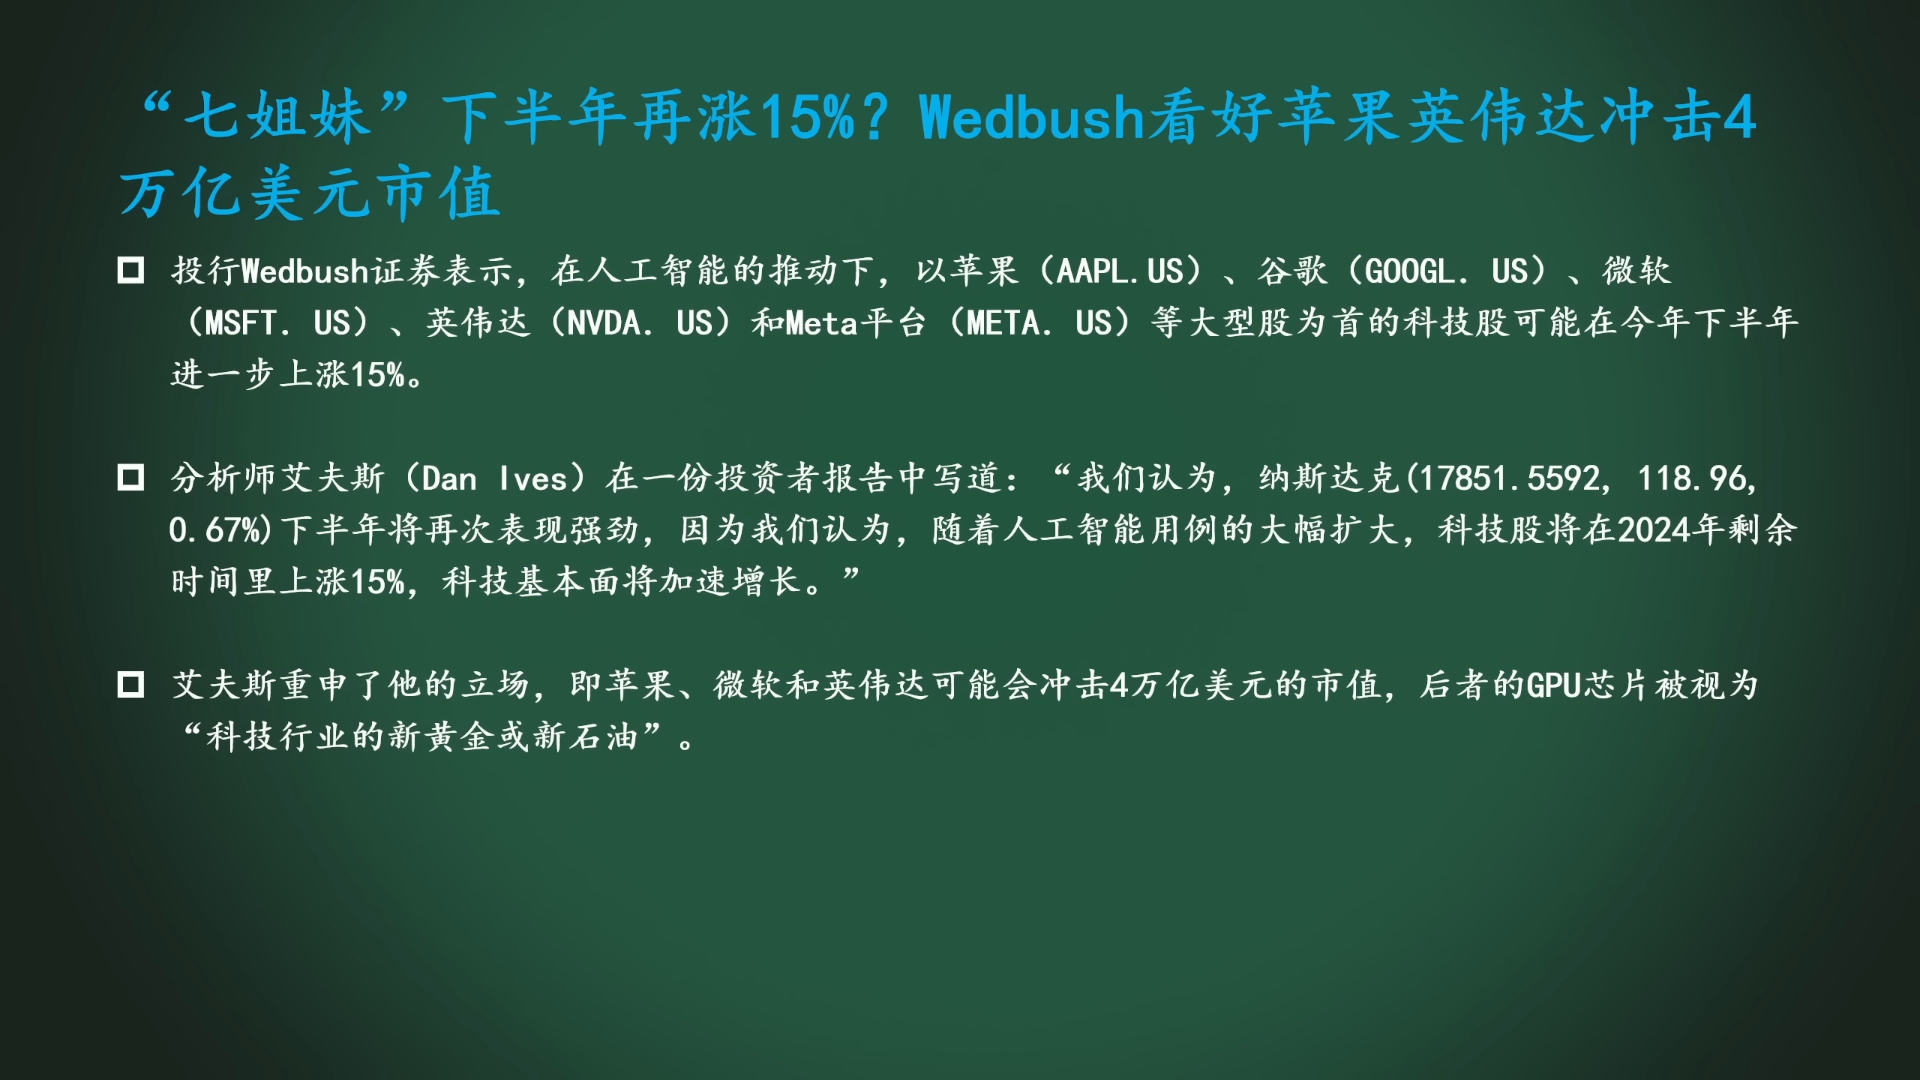 “七姐妹”下半年再涨15%？Wedbush看好苹果英伟达冲击4
万亿美元市值
投行Wedbush证券表示，在人工智能的推动下，以苹果（AAPL.US）、谷歌（GOOGL. US）、微软
（MSFT. US）、英伟达（NVDA. US）和Meta平台（META. US）等大型股为首的科技股可能在今年下半年
进一步上涨15%。
分析师艾夫斯（Dan Ives）在一份投资者报告中写道：“我们认为，纳斯达克(17851.5592, 118.96,
0.67%)下半年将再次表现强劲，因为我们认为，随着人工智能用例的大幅扩大，科技股将在2024年剩余
时间里上涨15%，科技基本面将加速增长。”
艾夫斯重申了他的立场，即苹果、微软和英伟达可能会冲击4万亿美元的市值，后者的GPU芯片被视为
“科技行业的新黄金或新石油”。